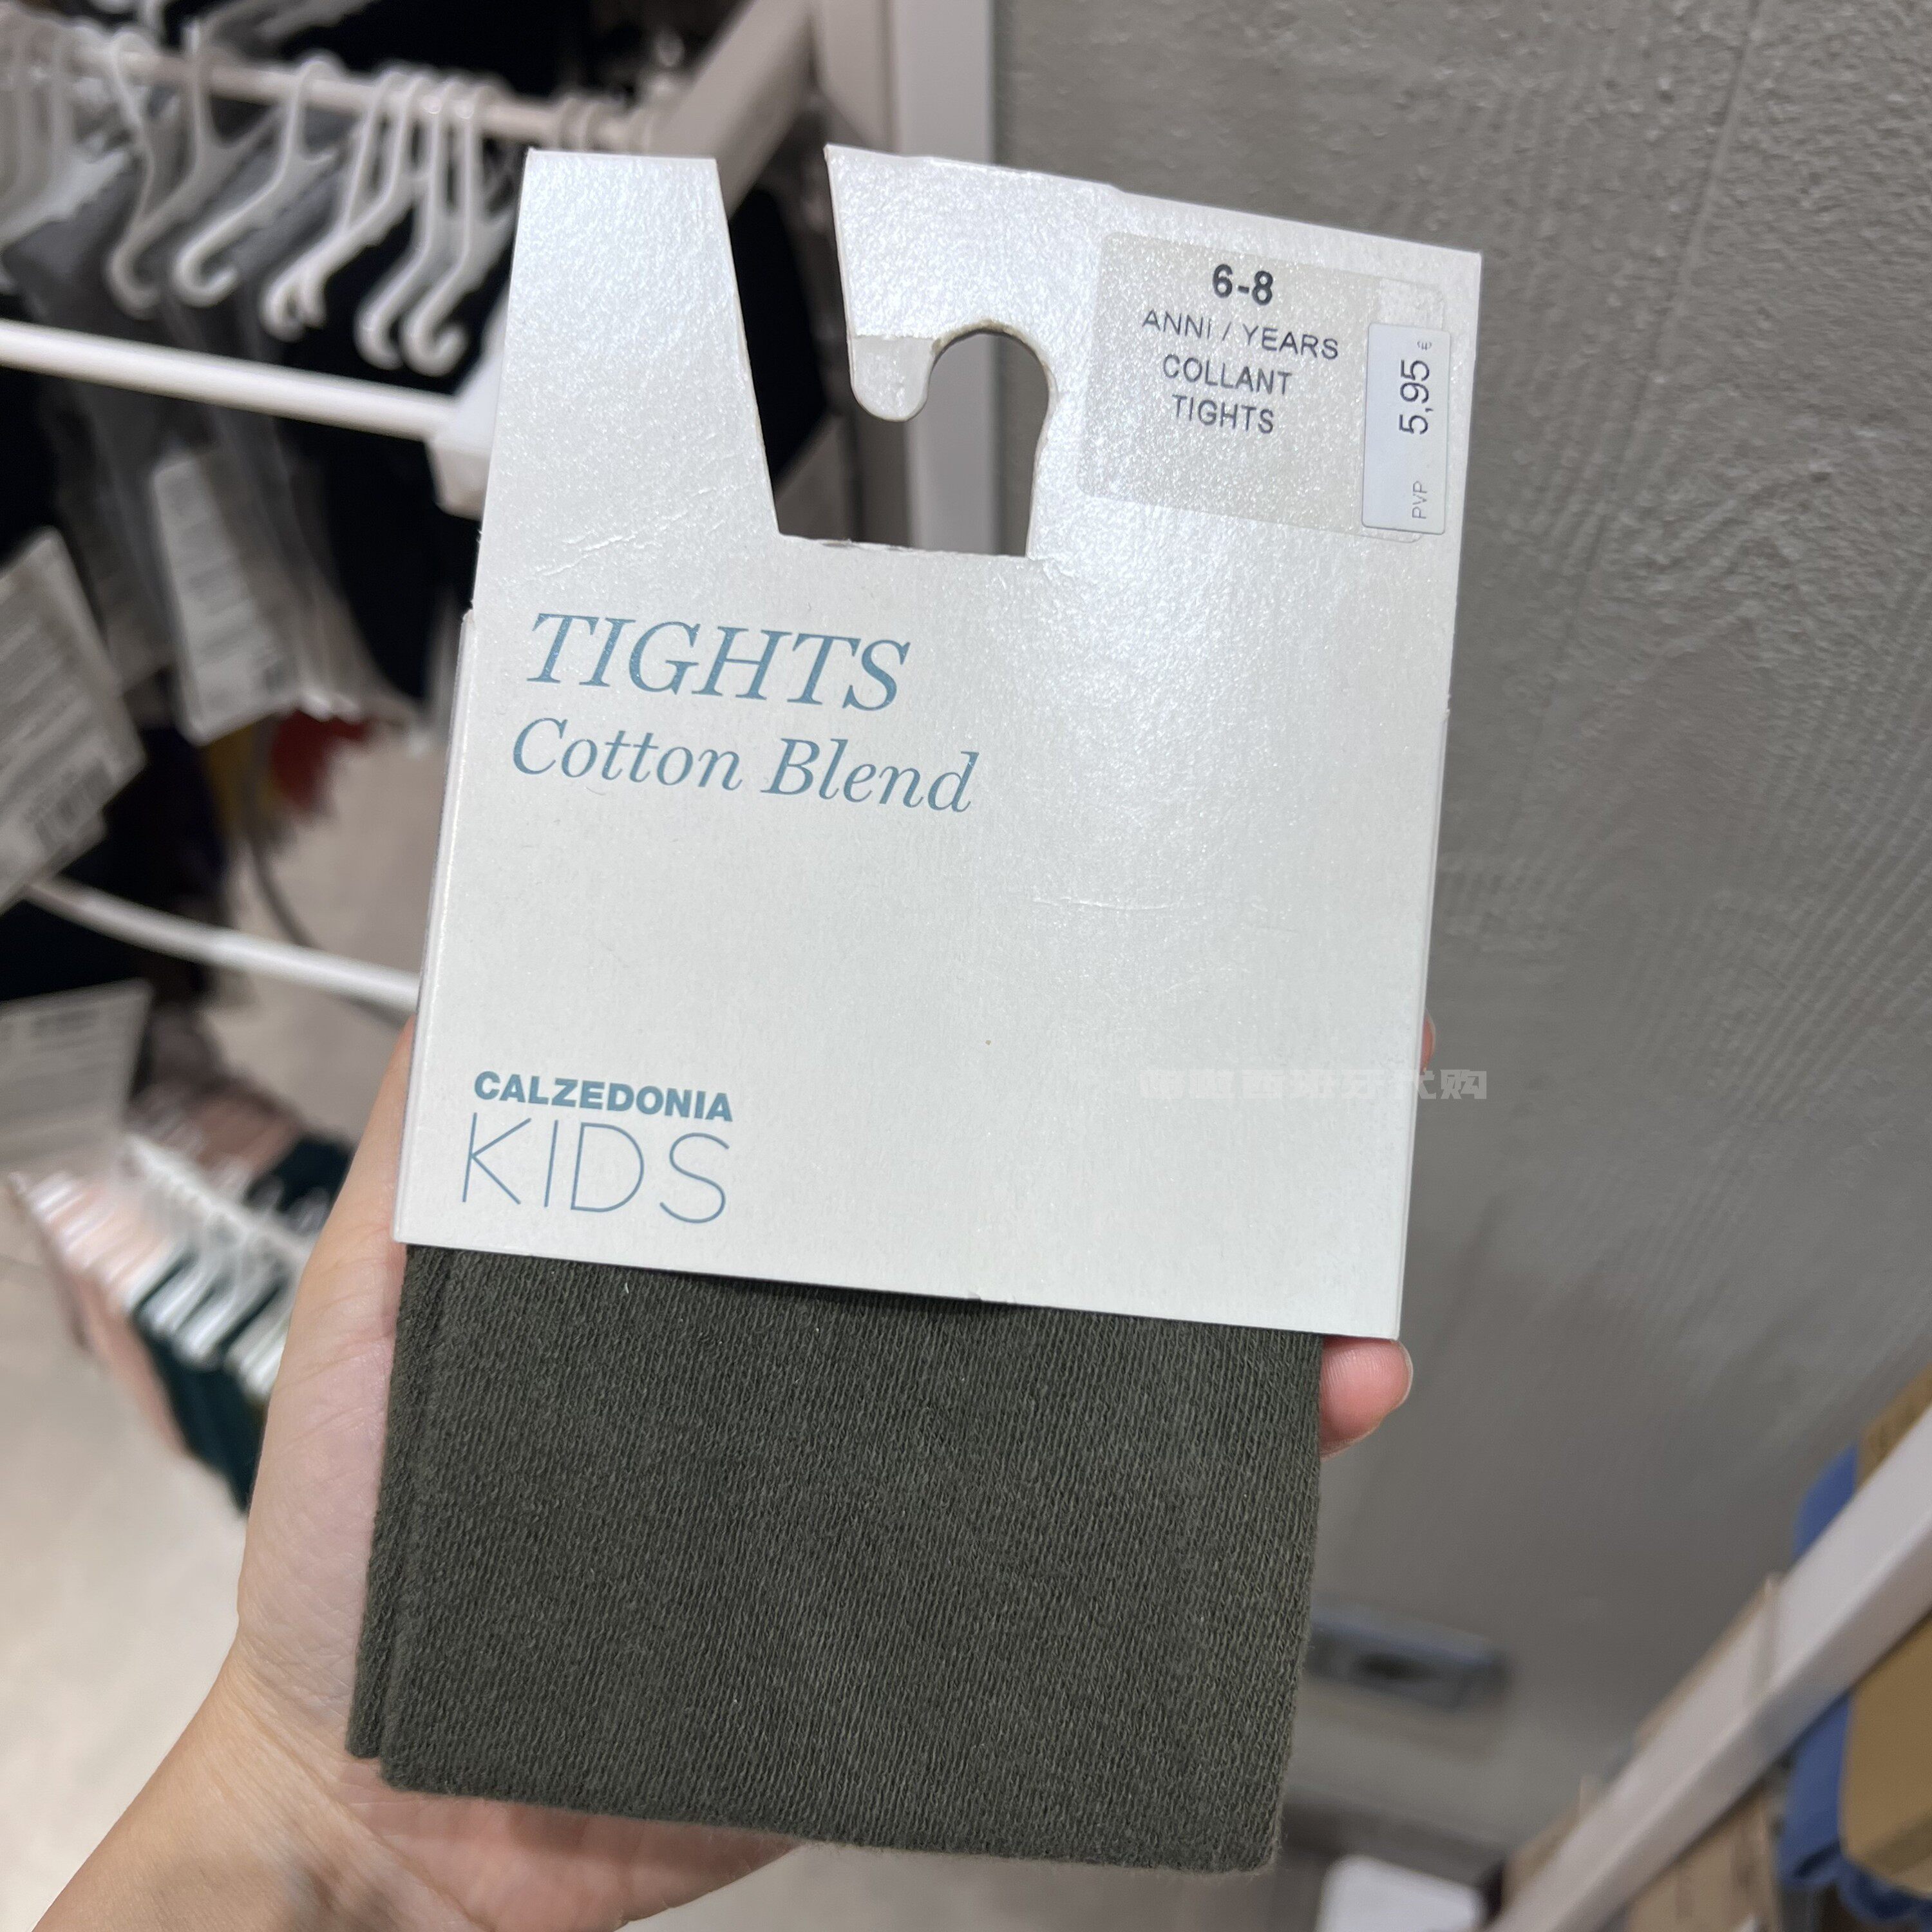 6-8
ANNI / YEARS
COLLANT
TIGHTS
PVP 5,95 €
TIGHTS
Cotton Blend
CALZEDONIA
KIDS